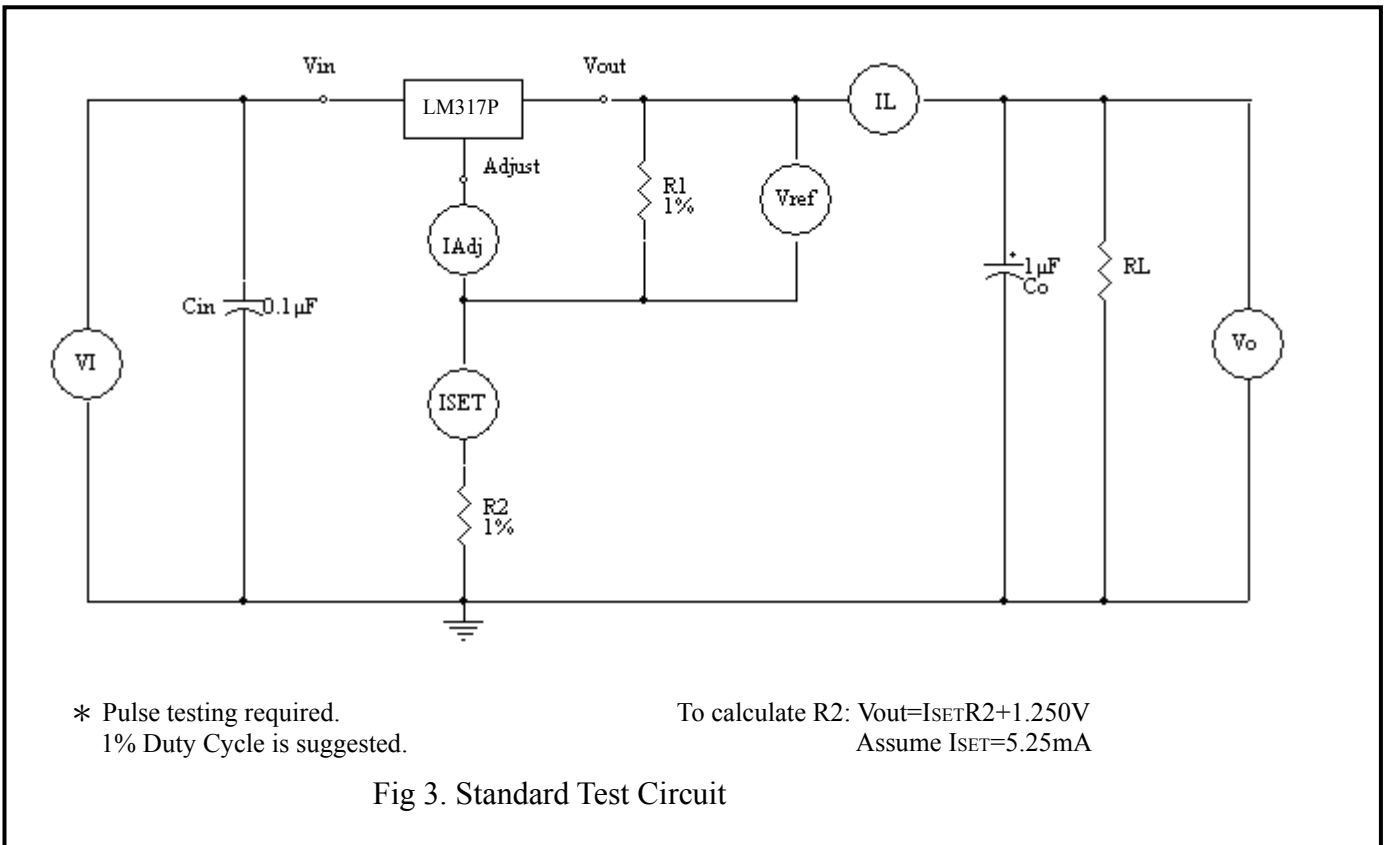 Vin
Vout
LM317P
IL
Adjust
R1
1%
Vref
IAdj
1µF
Co
RL
Cin
0.1µF
Vo
VI
ISET
R2
1%
* Pulse testing required.
1% Duty Cycle is suggested.
To calculate R2: Vout=ISETR2+1.250V
Assume ISET=5.25mA
Fig 3. Standard Test Circuit